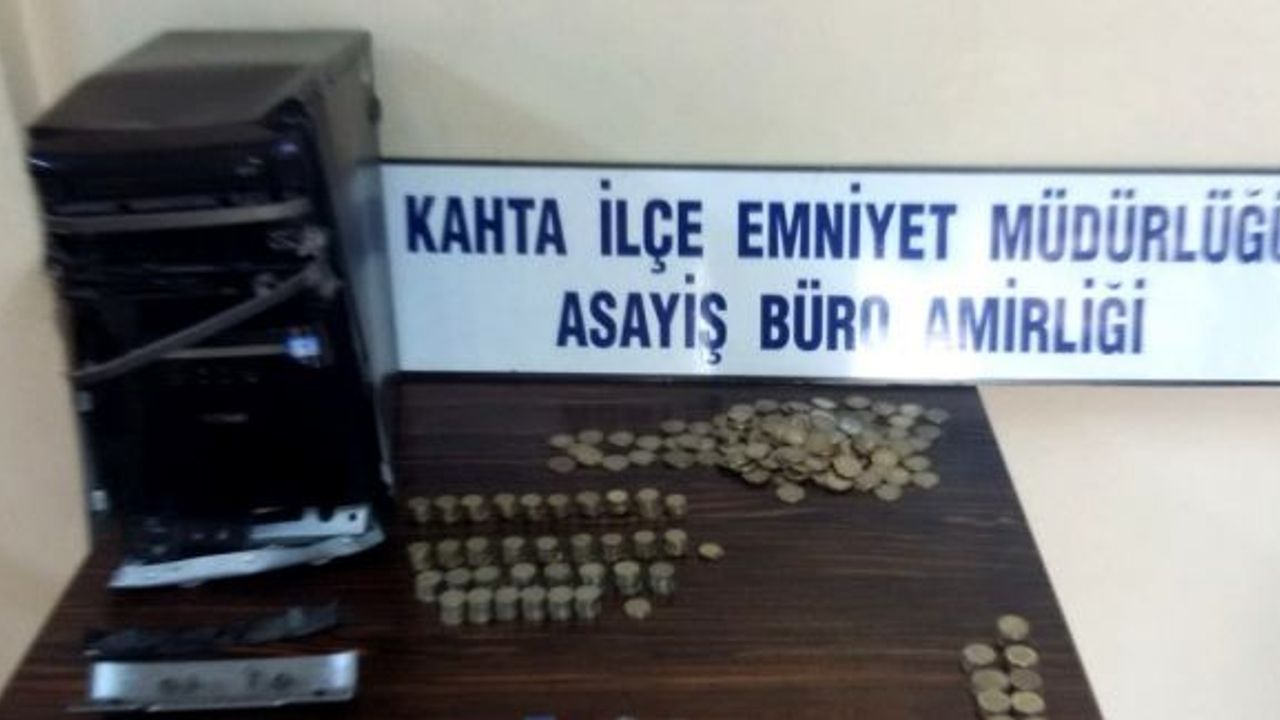 KAHTA İLÇE EMNİYET MÜDÜRLÜĞÜ
ASAYİŞ BÜRO AMİRLİĞİ